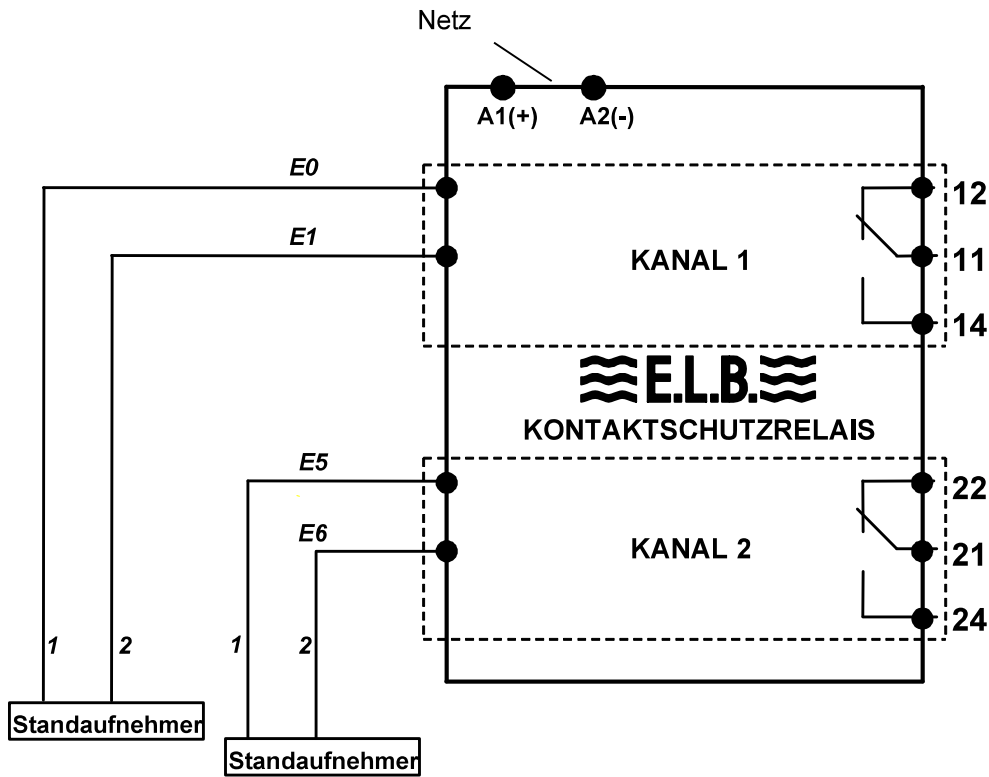 Netz
A1(+) A2(-)
E0
12
E1
KANAL 1
11
14
E.L.B.
KONTAKTSCHUTZRELAIS
E5
22
E6
KANAL 2
21
24
1 2 1 2
Standaufnehmer
Standaufnehmer